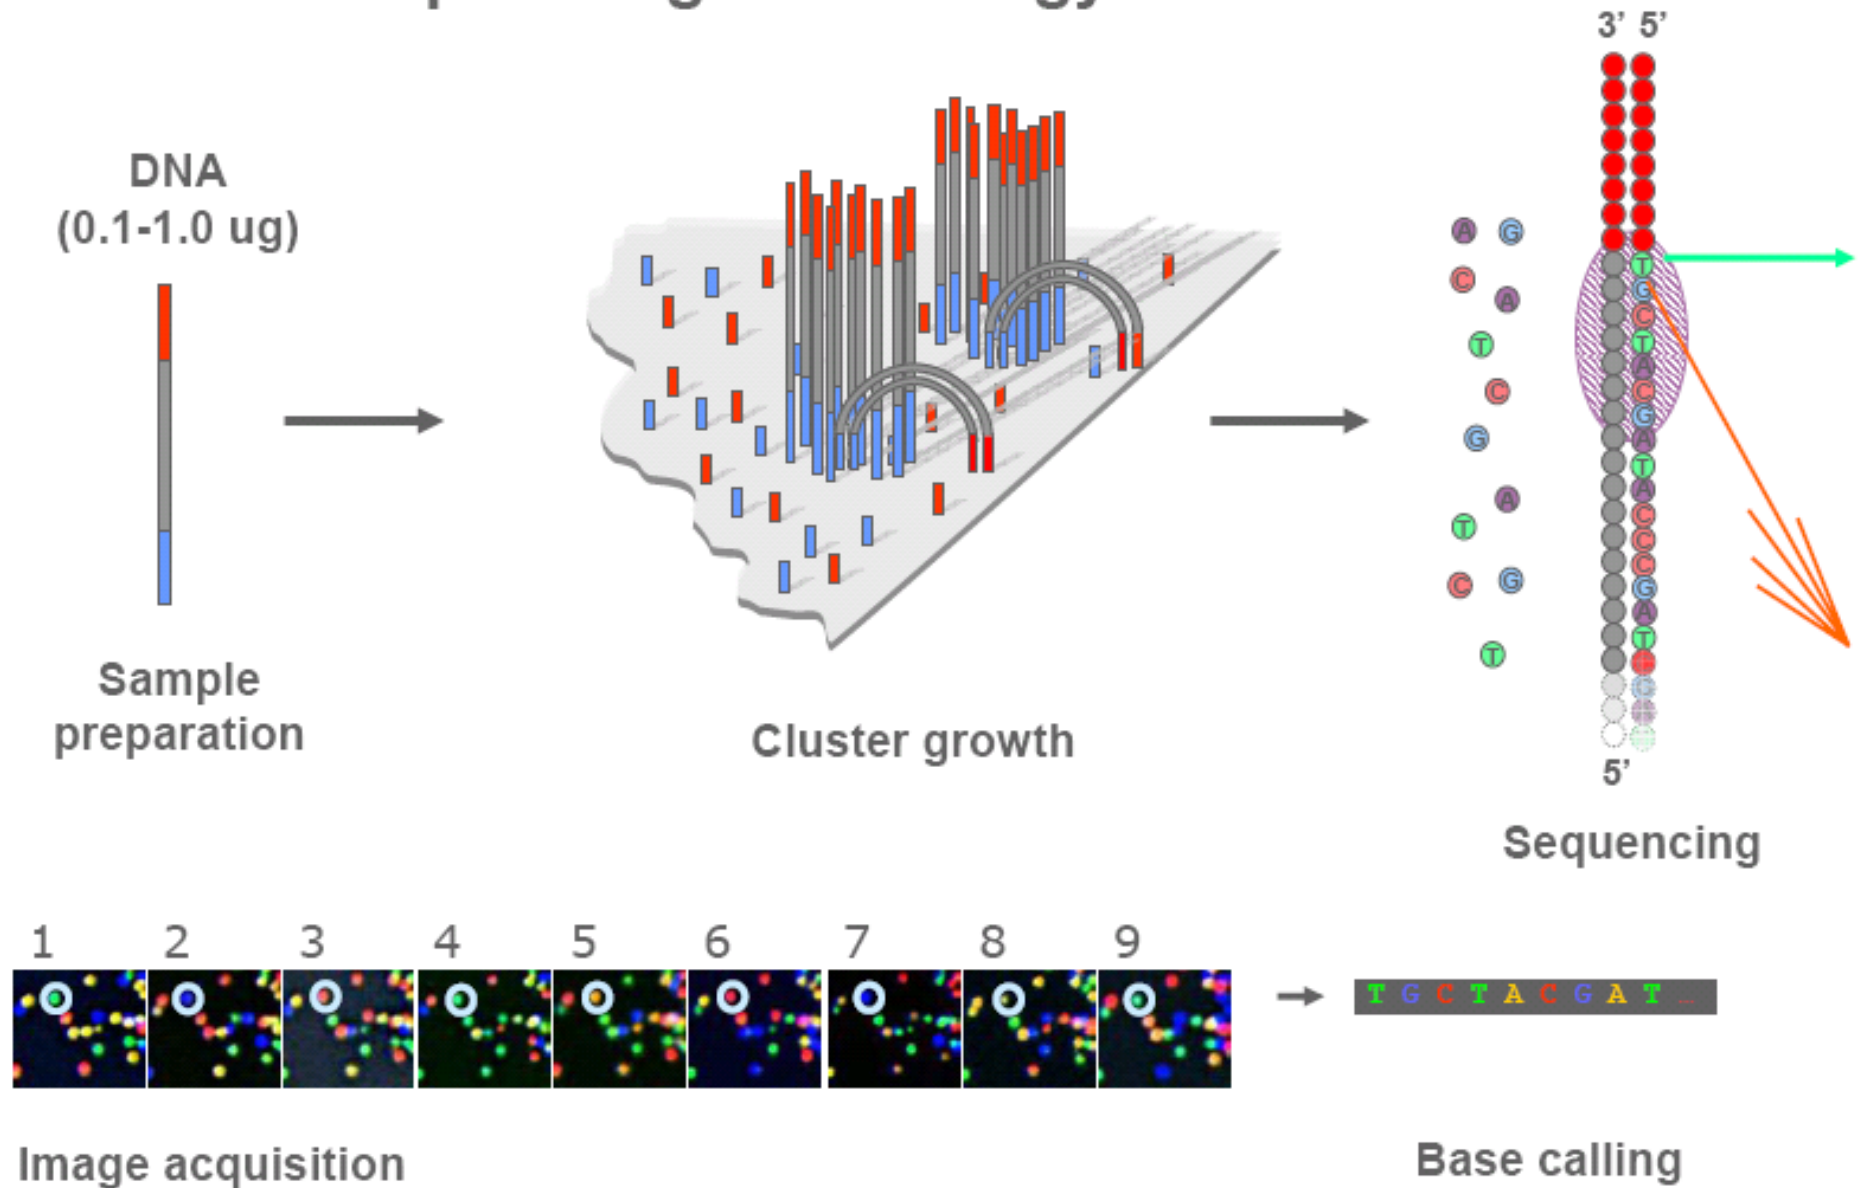 3’ 5’
DNA
(0.1-1.0 ug)
A G
C
A
T
C
G
A
T
C G
T
T
G
C
T
A
C
G
A
T
A
C
C
C
G
A
T
G
5’
Sample
preparation
Cluster growth
Sequencing
1 2 3 4 5 6 7 8 9
T G C T A C G A T ...
Image acquisition
Base calling